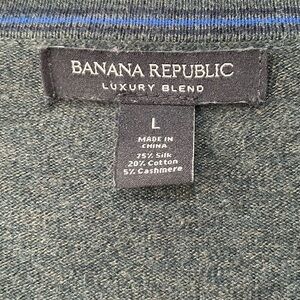 BANANA REPUBLIC
LUXURY BLEND
L
MADE IN
CHINA
75% Silk
20% Cotton
5% Cashmere